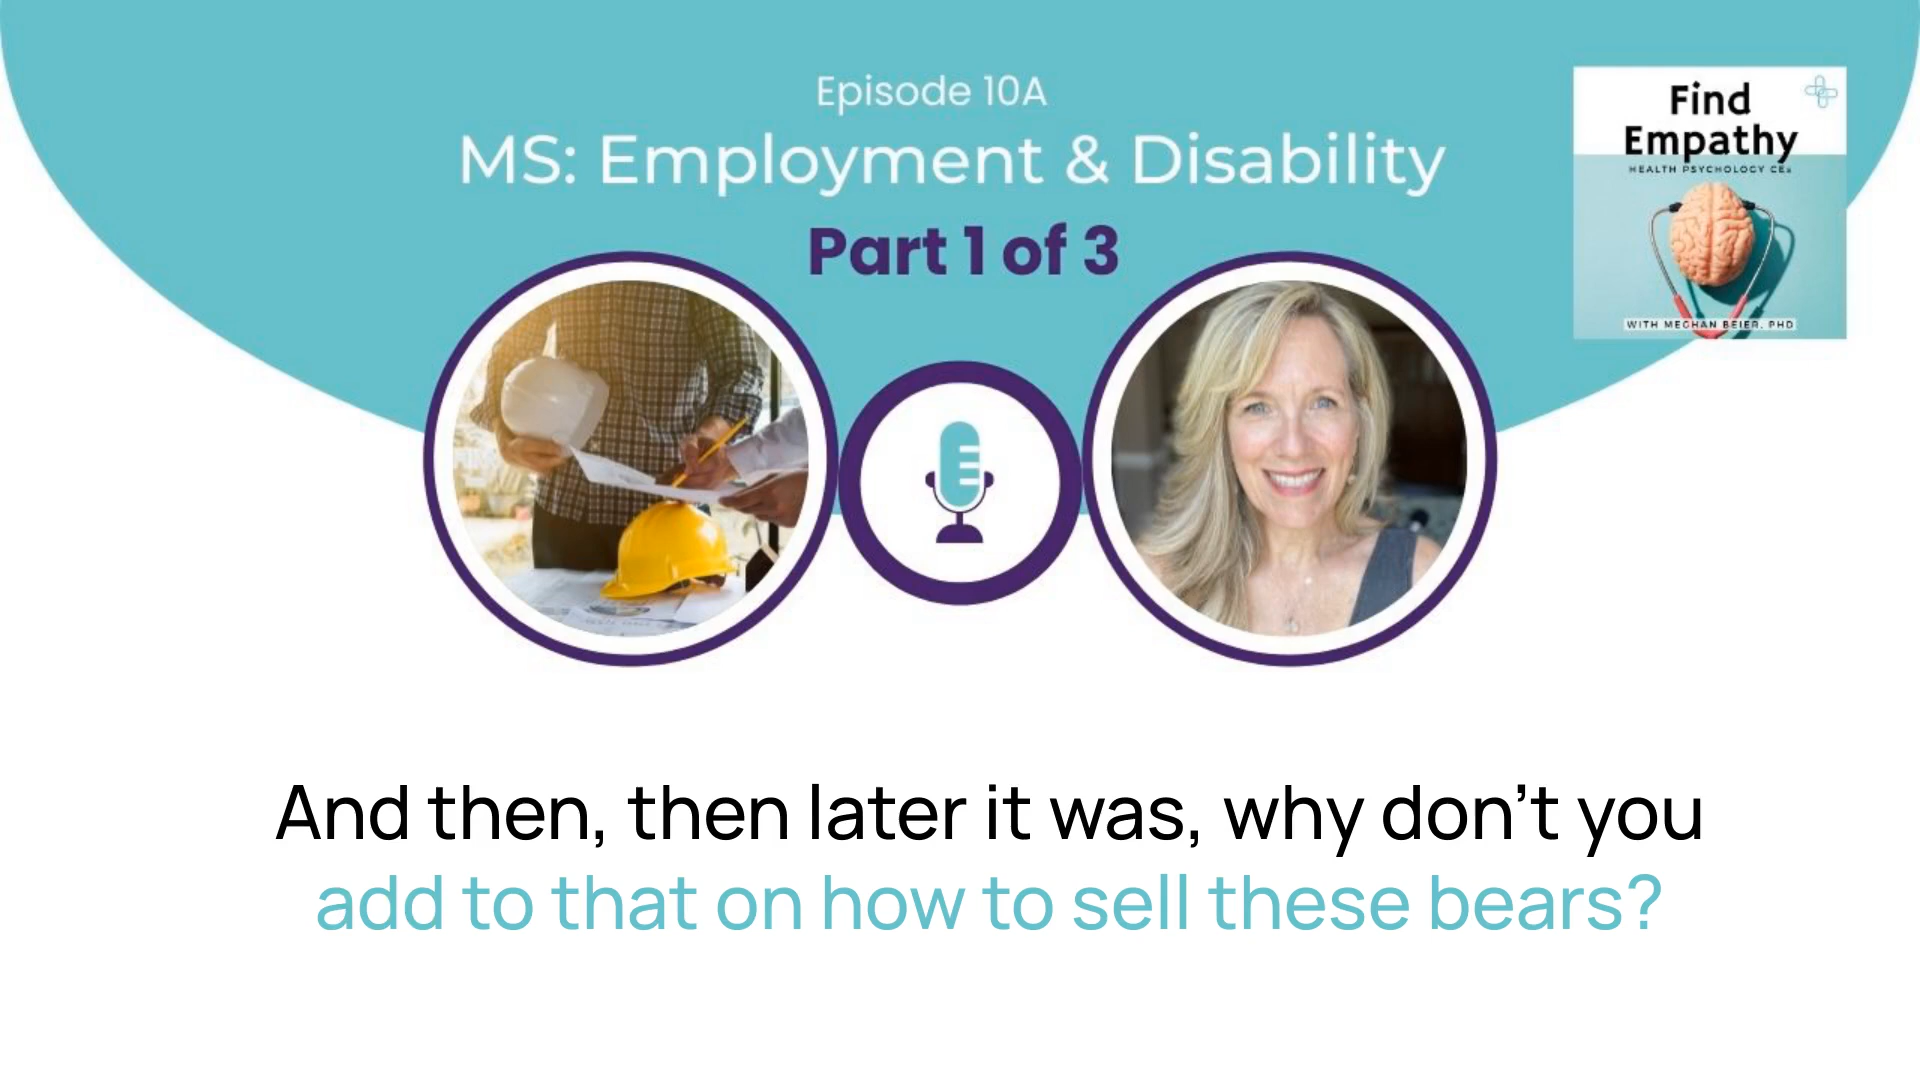 Episode 10A
MS: Employment & Disability
Part 1 of 3
Find
Empathy
HEALTH PSYCHOLOGY CEs
WITH MEGHAN BEIER, PHD
And then, then later it was, why don't you
add to that on how to sell these bears?